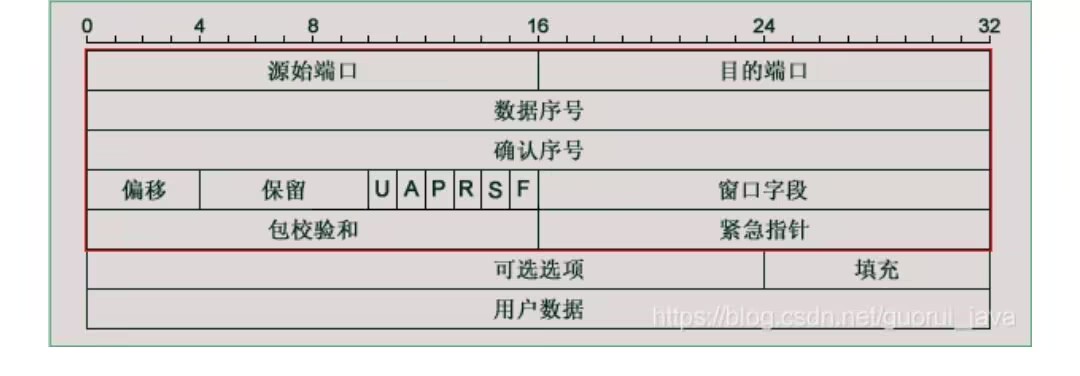 0 4 8 16 24 32
源始端口 目的端口
数据序号
确认序号
偏移 保留 U A P R S F 窗口字段
包校验和 紧急指针
可选选项 填充
用户数据
https://blog.csdn.net/guorui_java